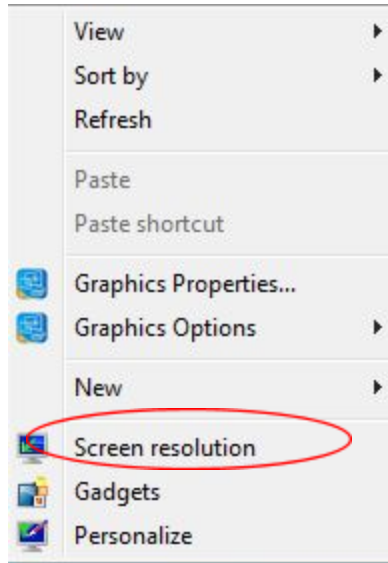 View
Sort by
Refresh
Paste
Paste shortcut
Graphics Properties...
Graphics Options
New
Screen resolution
Gadgets
Personalize